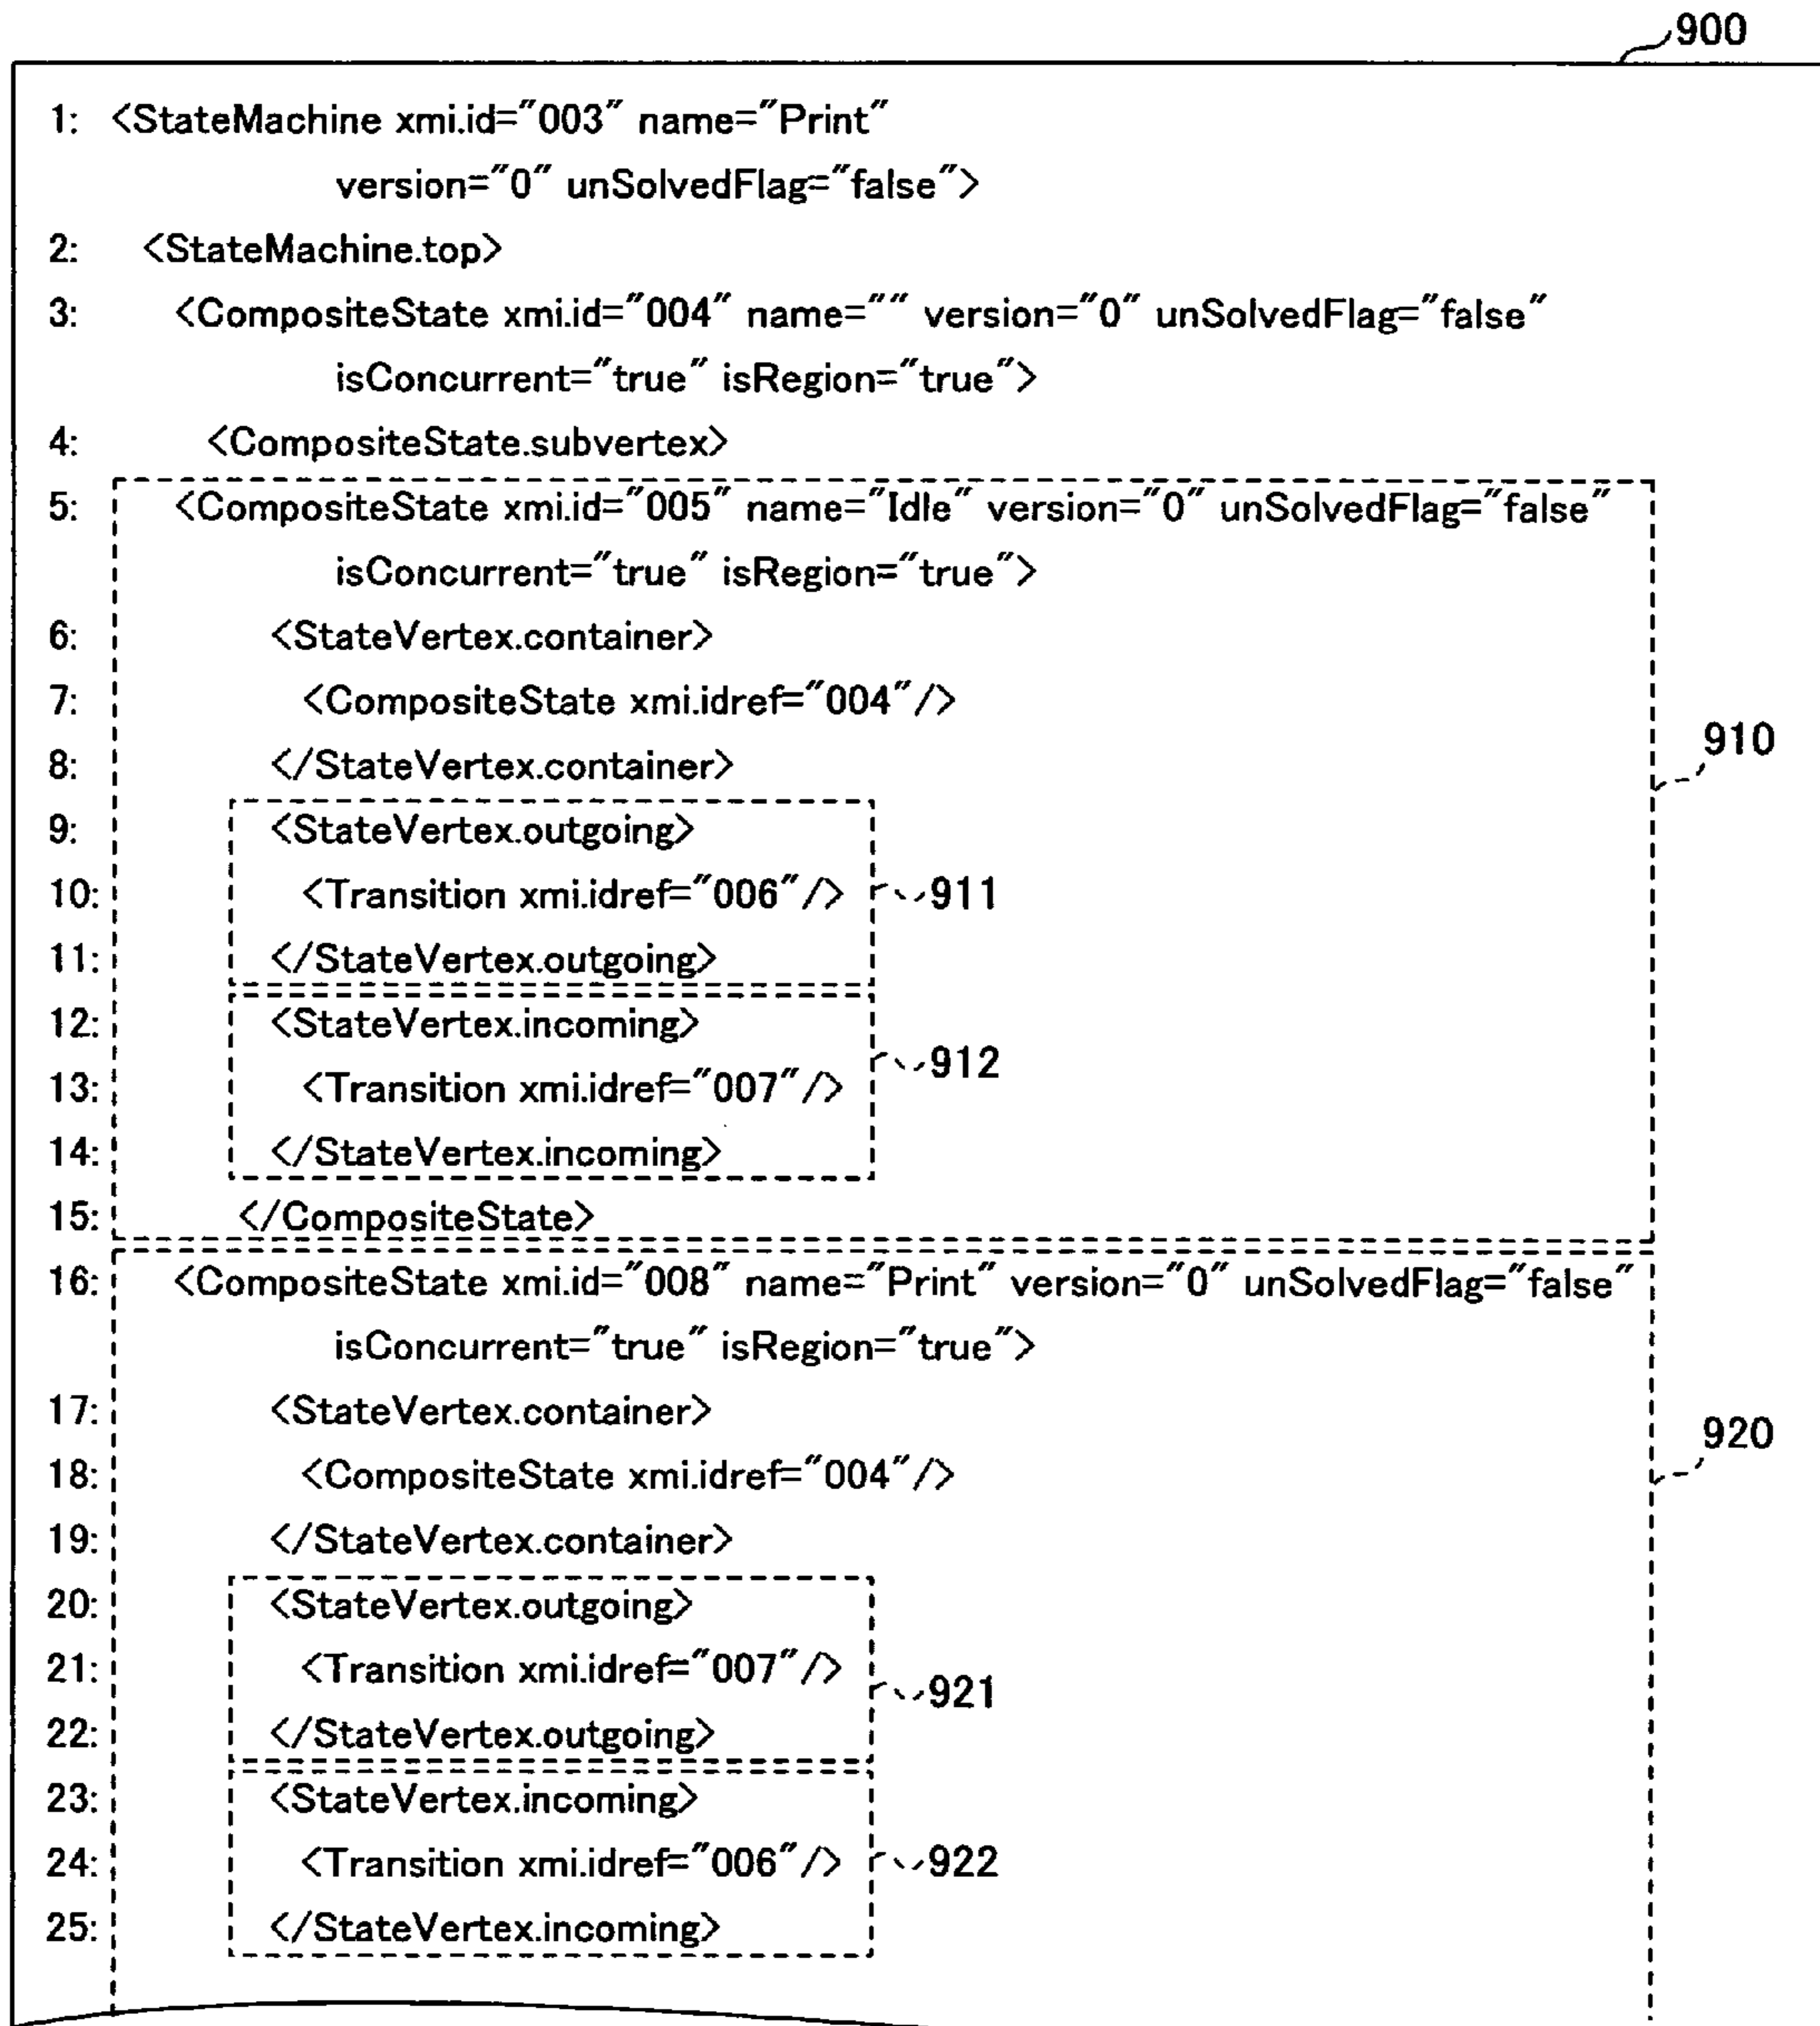 900
1: <StateMachine xmi.id="003" name="Print"
version="0" unSolvedFlag="false">
2: <StateMachine.top>
3: <CompositeState xmi.id="004" name="" version="0" unSolvedFlag="false"
isConcurrent="true" isRegion="true">
4: <CompositeState.subvertex>
5: <CompositeState xmi.id="005" name="Idle" version="0" unSolvedFlag="false"
isConcurrent="true" isRegion="true">
6: <StateVertex.container>
7: <CompositeState xmi.idref="004"/>
910
8: </StateVertex.container>
9: <StateVertex.outgoing>
10: <Transition xmi.idref="006"/> 911
11: </StateVertex.outgoing>
12: <StateVertex.incoming>
912
13: <Transition xmi.idref="007"/>
14: </StateVertex.incoming>
15: </CompositeState>
16: <CompositeState xmi.id="008" name="Print" version="0" unSolvedFlag="false"
isConcurrent="true" isRegion="true">
17: <StateVertex.container>
920
18: <CompositeState xmi.idref="004"/>
19: </StateVertex.container>
20: <StateVertex.outgoing>
21: <Transition xmi.idref="007"/>
921
22: </StateVertex.outgoing>
23: <StateVertex.incoming>
24: <Transition xmi.idref="006"/> 922
25: </StateVertex.incoming>